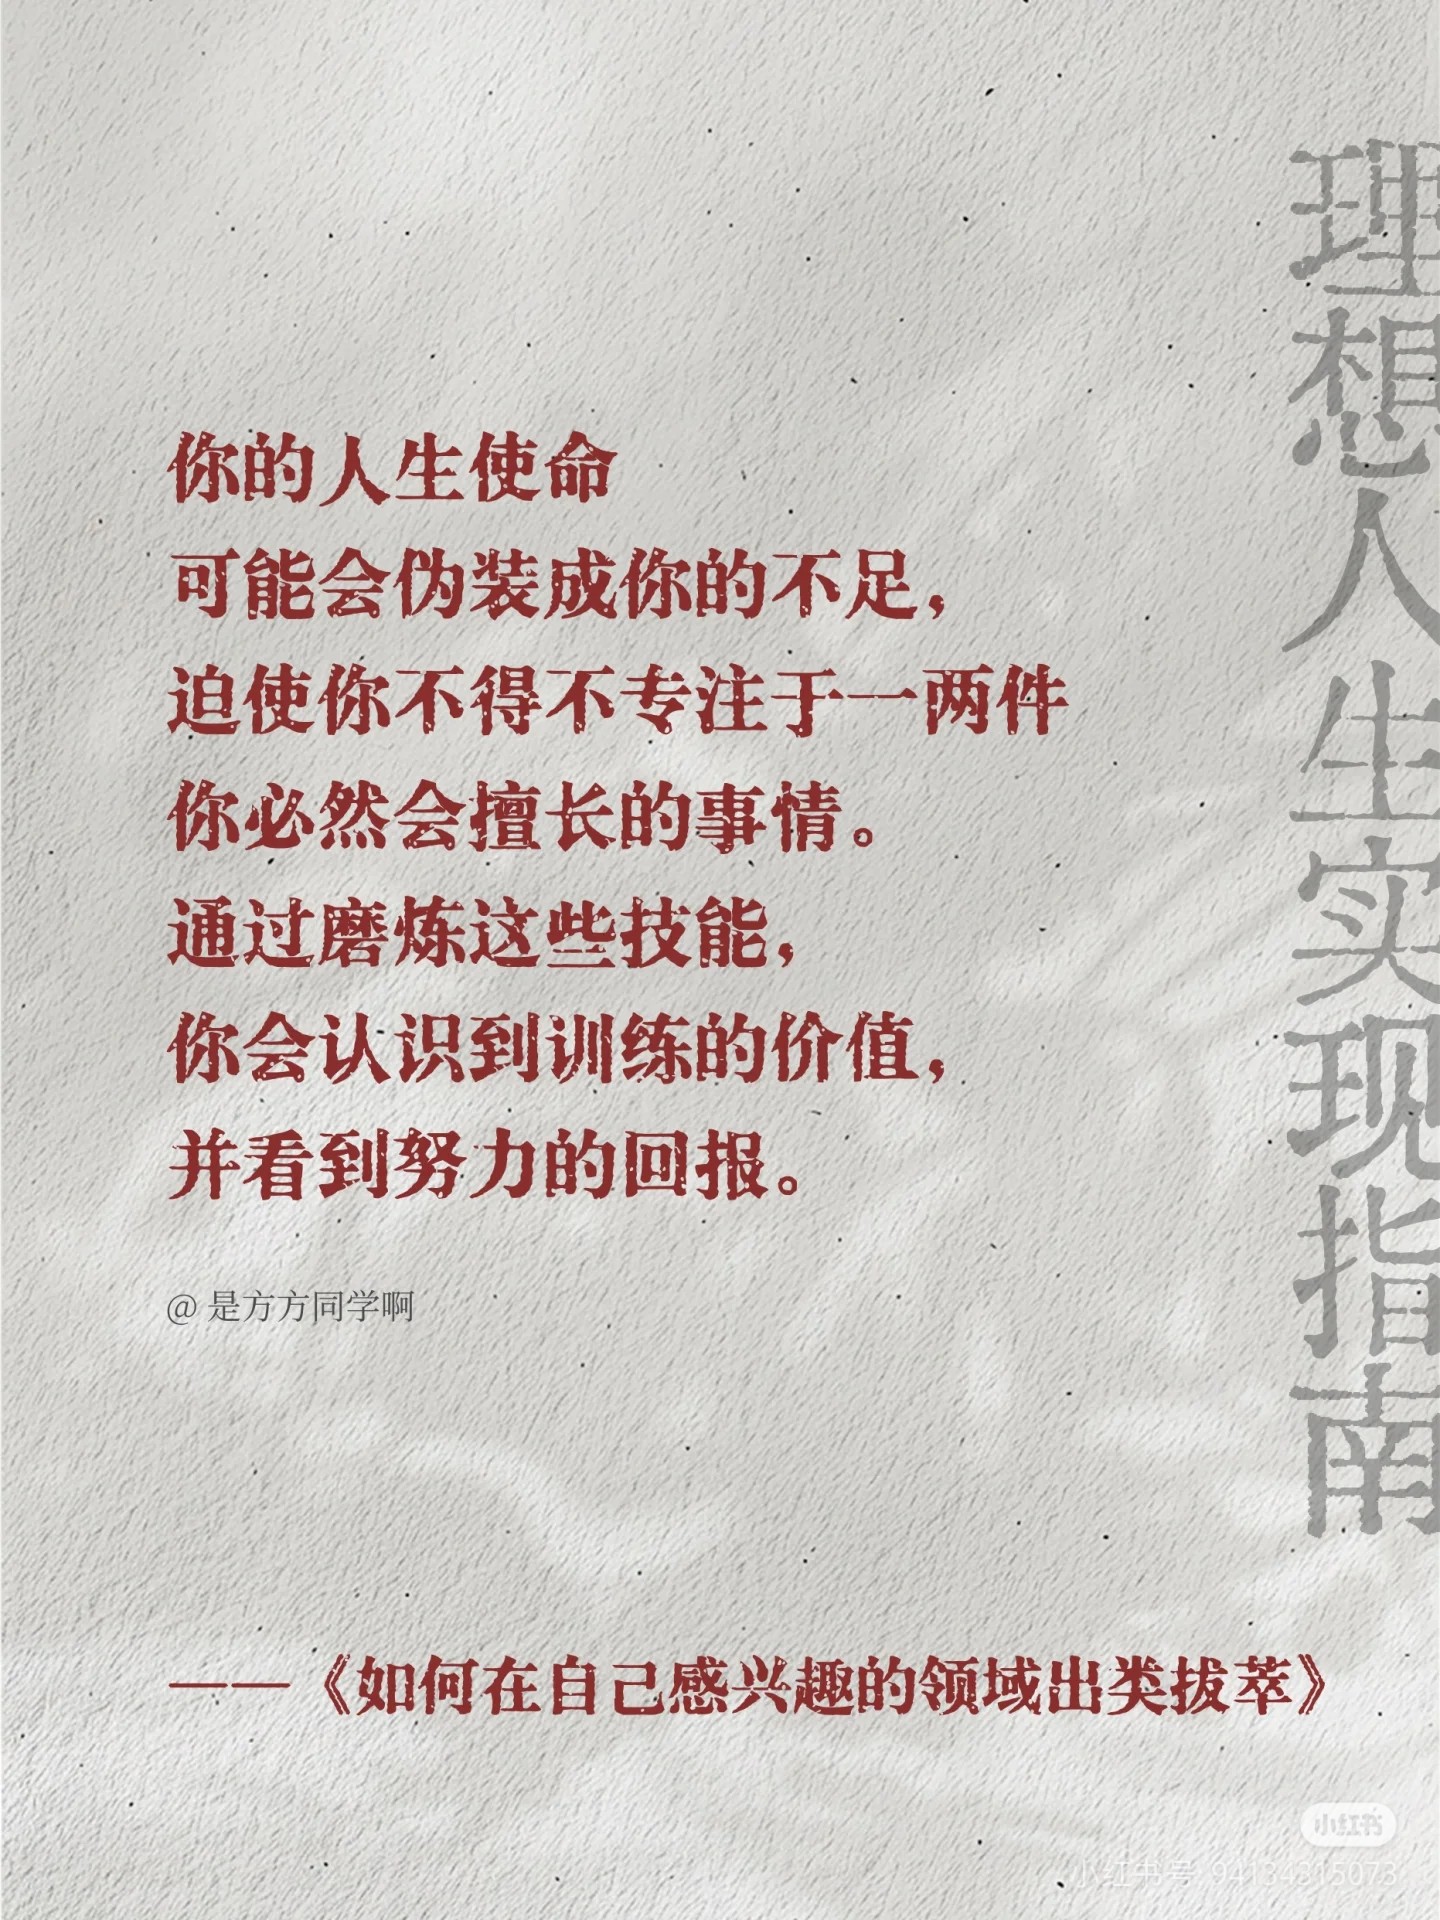 你的人生使命
可能会伪装成你的不足，
迫使你不得不专注于一两件
你必然会擅长的事情。
通过磨炼这些技能，
你会认识到训练的价值，
并看到努力的回报。
@ 是方方同学啊
理想人生实现指南
——《如何在自己感兴趣的领域出类拔萃》
小红书
小红书号: 94134315073